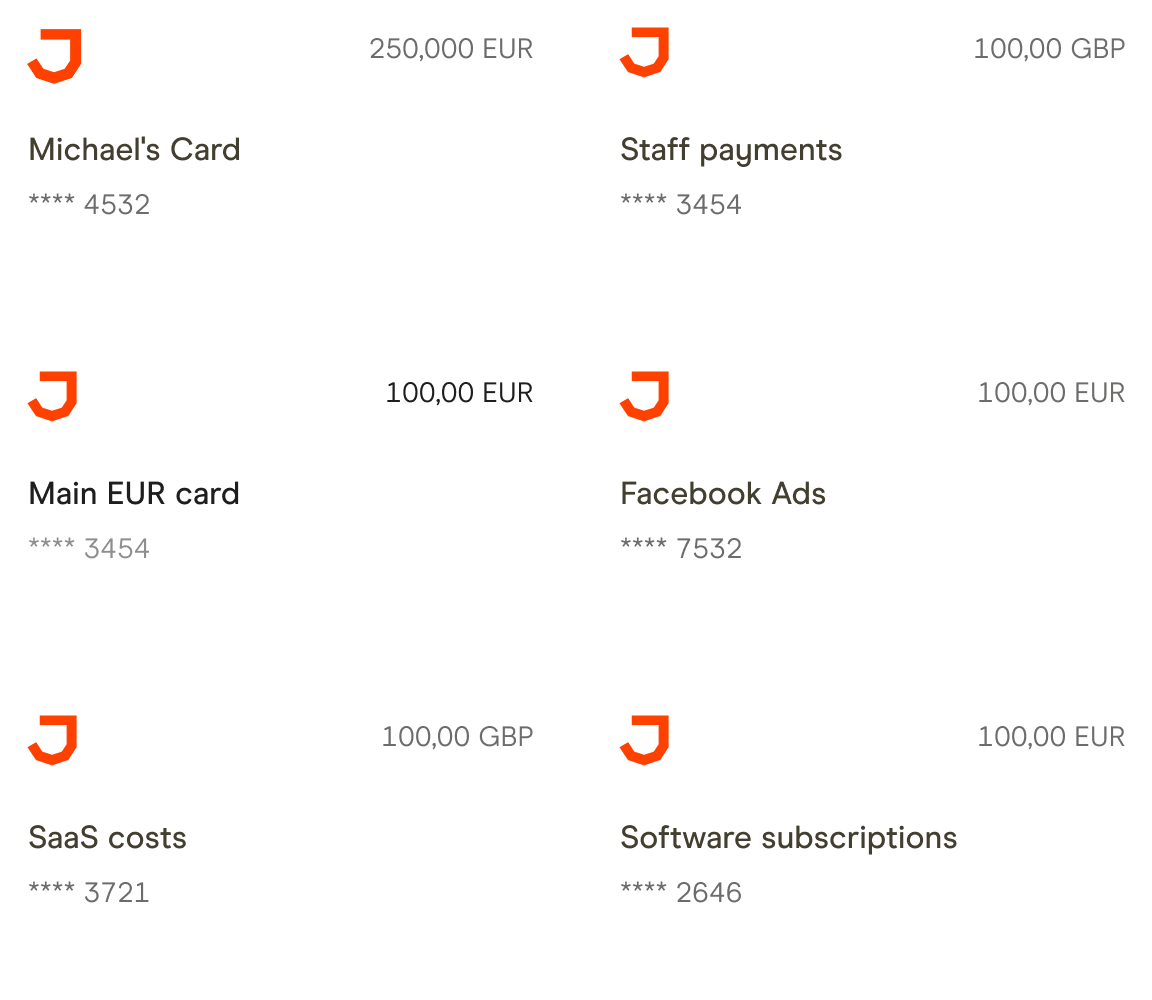 250,000 EUR
Michael's Card
**** 4532
100,00 GBP
Staff payments
**** 3454
100,00 EUR
Main EUR card
**** 3454
100,00 EUR
Facebook Ads
**** 7532
100,00 GBP
SaaS costs
**** 3721
100,00 EUR
Software subscriptions
**** 2646